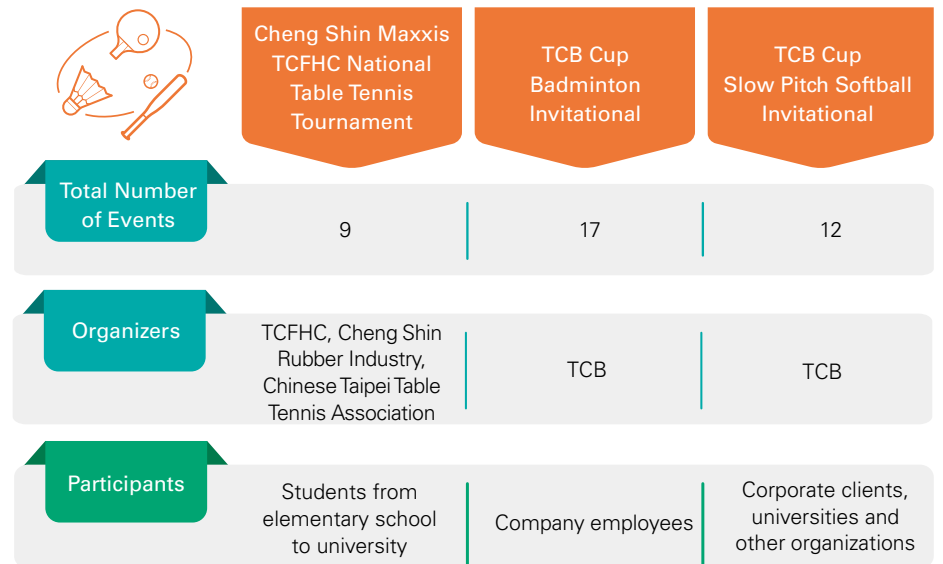 Cheng Shin Maxxis
TCFHC National
Table Tennis
Tournament
TCB Cup
Badminton
Invitational
TCB Cup
Slow Pitch Softball
Invitational
Total Number
of Events
9
17
12
Organizers
TCFHC, Cheng Shin
Rubber Industry,
Chinese Taipei Table
Tennis Association
TCB
TCB
Participants
Students from
elementary school
to university
Company employees
Corporate clients,
universities and
other organizations